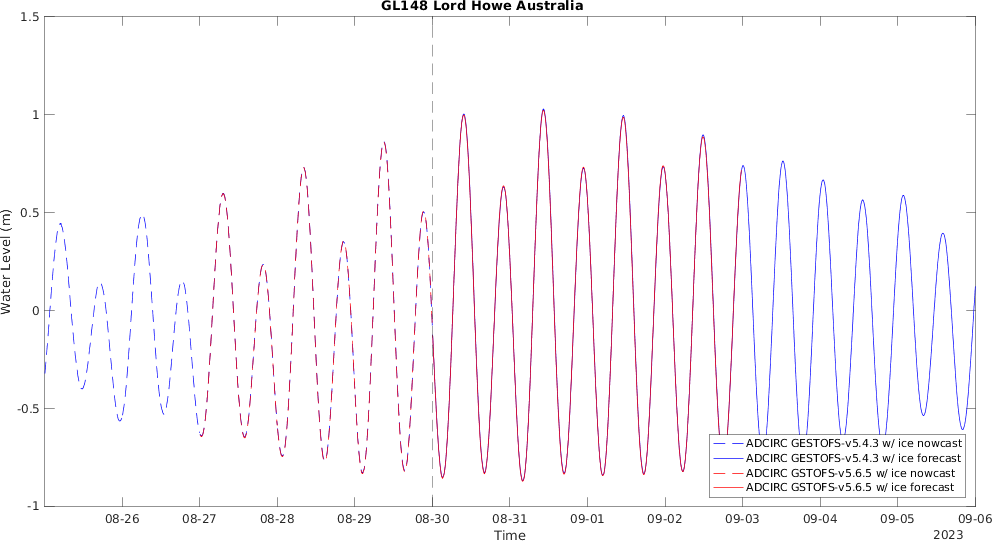 GL148 Lord Howe Australia
1.5
1
0.5
0
-0.5
-1
Water Level (m)
ADCIRC GESTOFS-v5.4.3 w/ ice nowcast
ADCIRC GESTOFS-v5.4.3 w/ ice forecast
ADCIRC GSTOFS-v5.6.5 w/ ice nowcast
ADCIRC GSTOFS-v5.6.5 w/ ice forecast
08-26 08-27 08-28 08-29 08-30 08-31 09-01 09-02 09-03 09-04 09-05 09-06
Time
2023